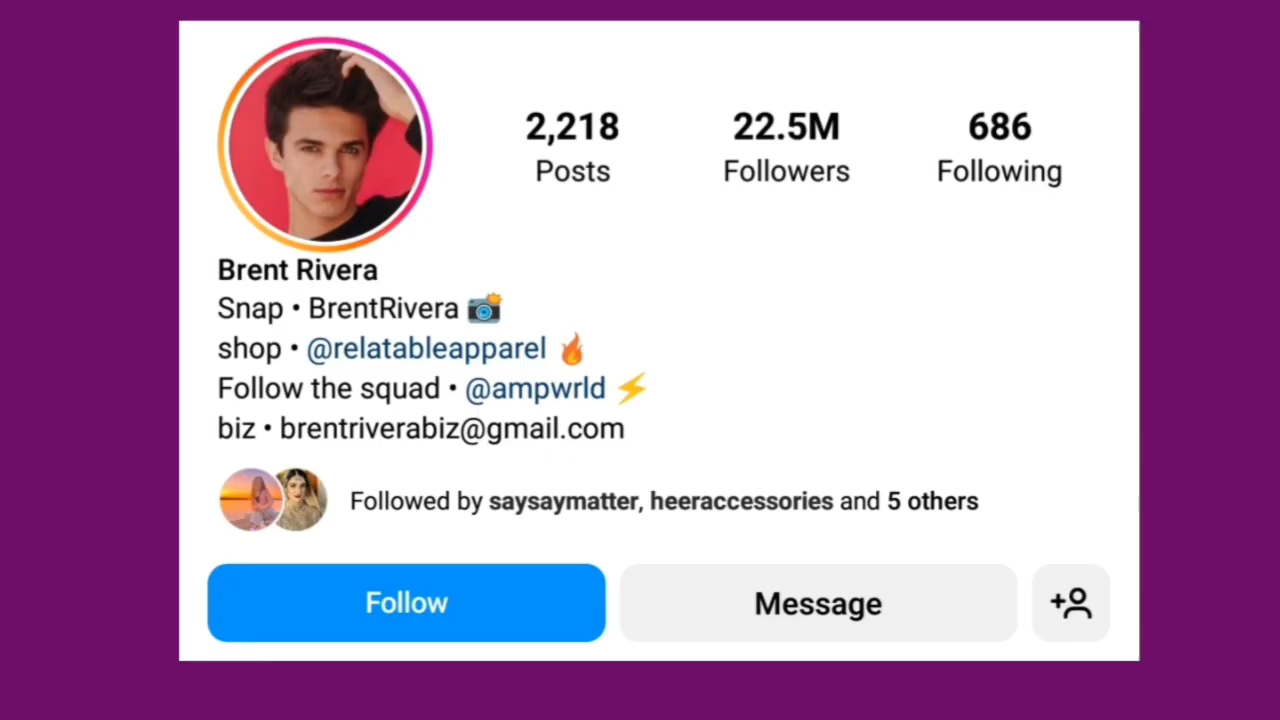 2,218 22.5M 686
Posts Followers Following
Brent Rivera
Snap • BrentRivera 📸
shop • @relatableapparel 🔥
Follow the squad • @ampwrld ⚡
biz • brentriverabiz@gmail.com
Followed by saysaymatter, heeraccessories and 5 others
Follow Message